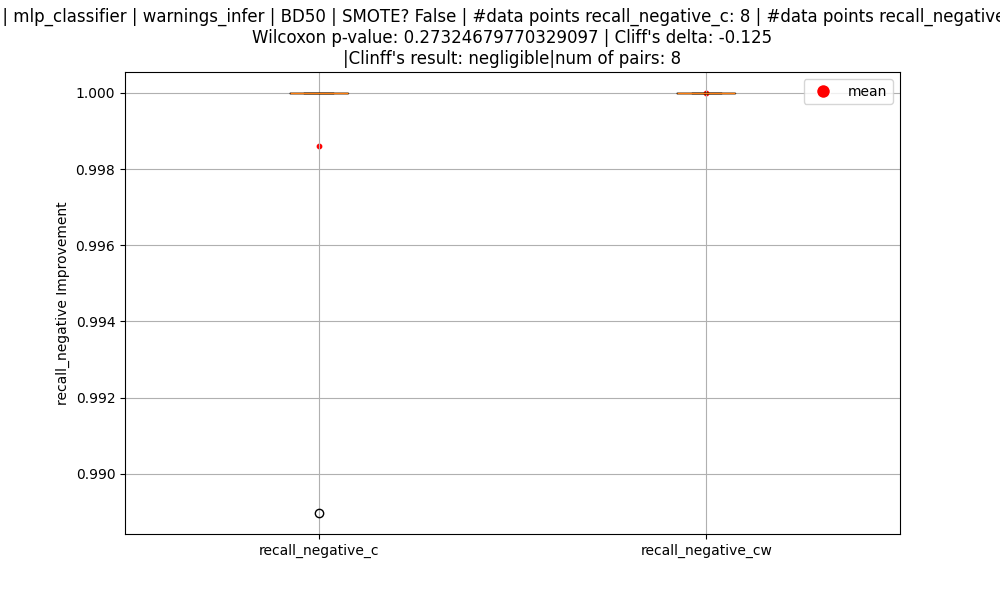 | mlp_classifier | warnings_infer | BD50 | SMOTE? False | #data points recall_negative_c: 8 | #data points recall_negative
Wilcoxon p-value: 0.27324679770329097 | Cliff's delta: -0.125
|Clinff's result: negligible|num of pairs: 8
mean
1.000
0.998
0.996
0.994
0.992
0.990
recall_negative Improvement
recall_negative_c
recall_negative_cw